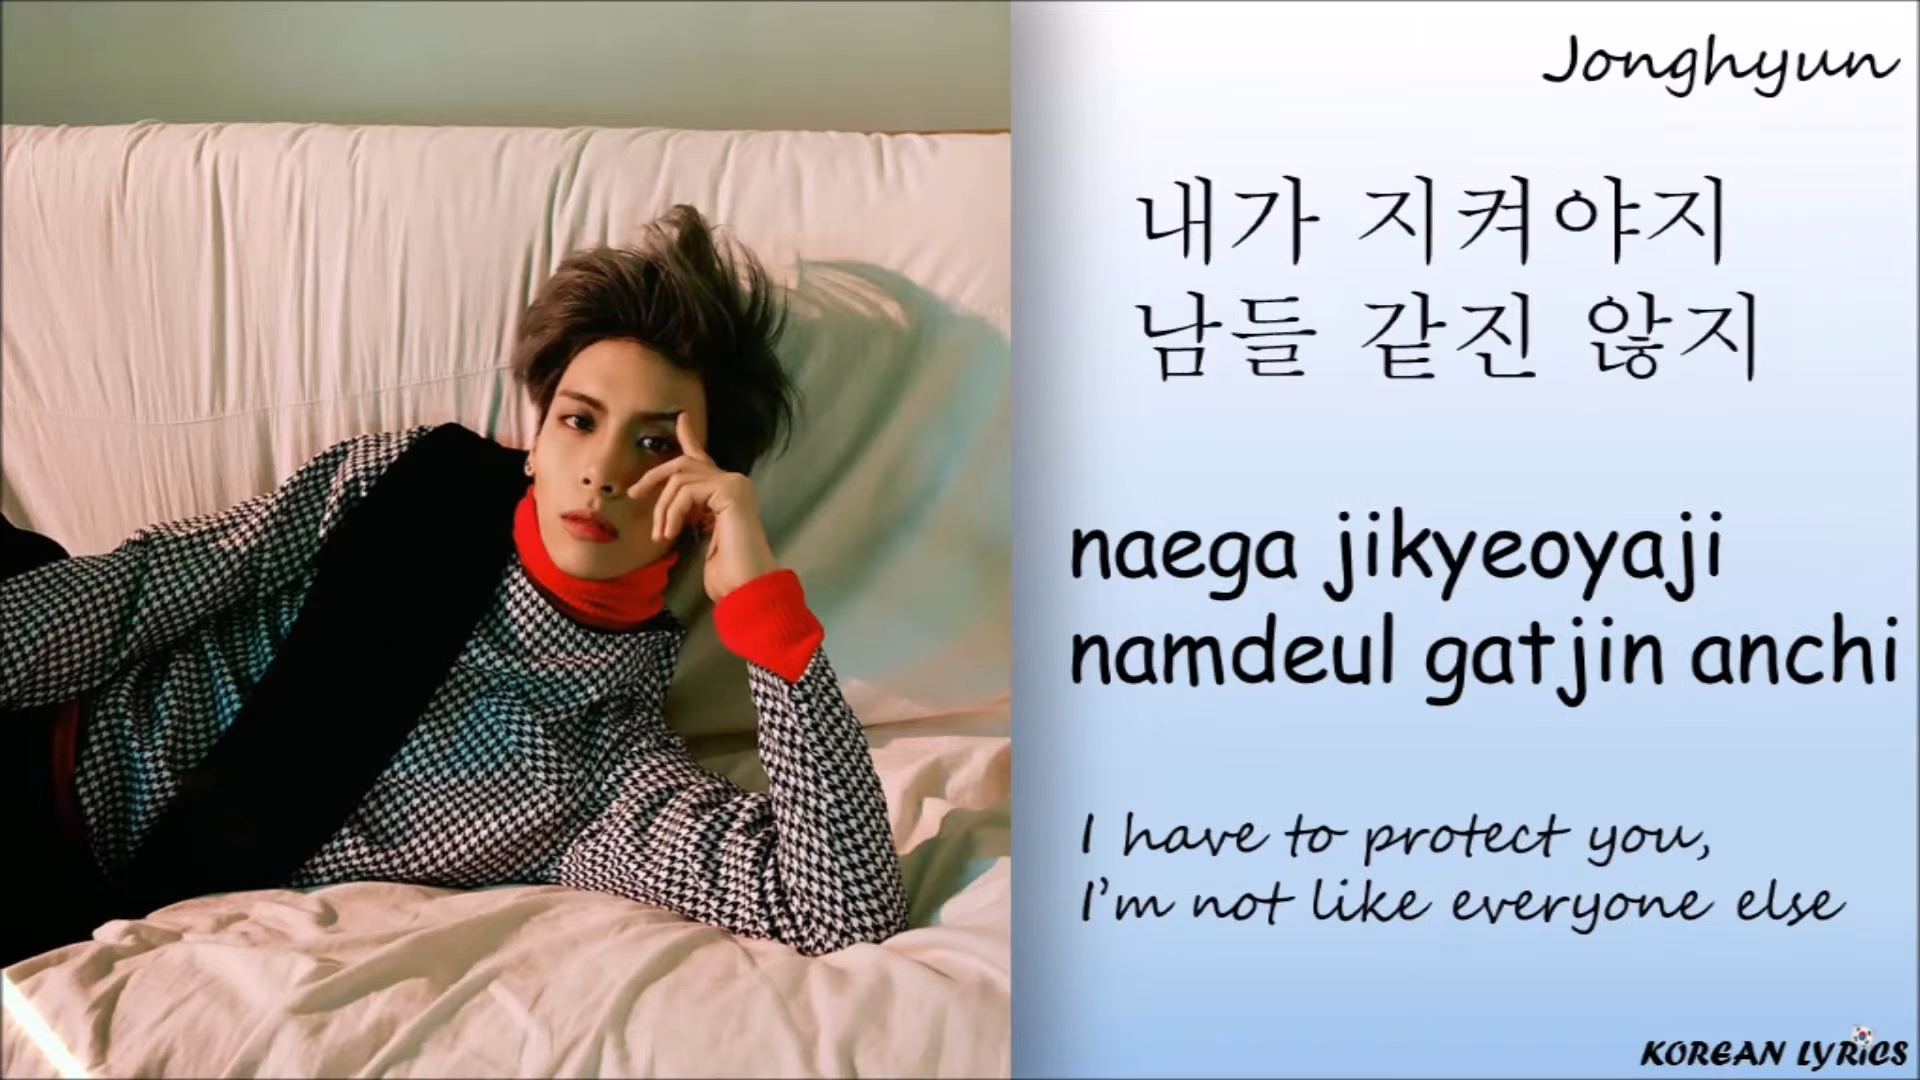 Jonghyun
내가 지켜야지
남들 같진 않지
naega jikyeoyaji
namdeul gatjin anchi
I have to protect you,
I'm not like everyone else
KOREAN LYRiCS